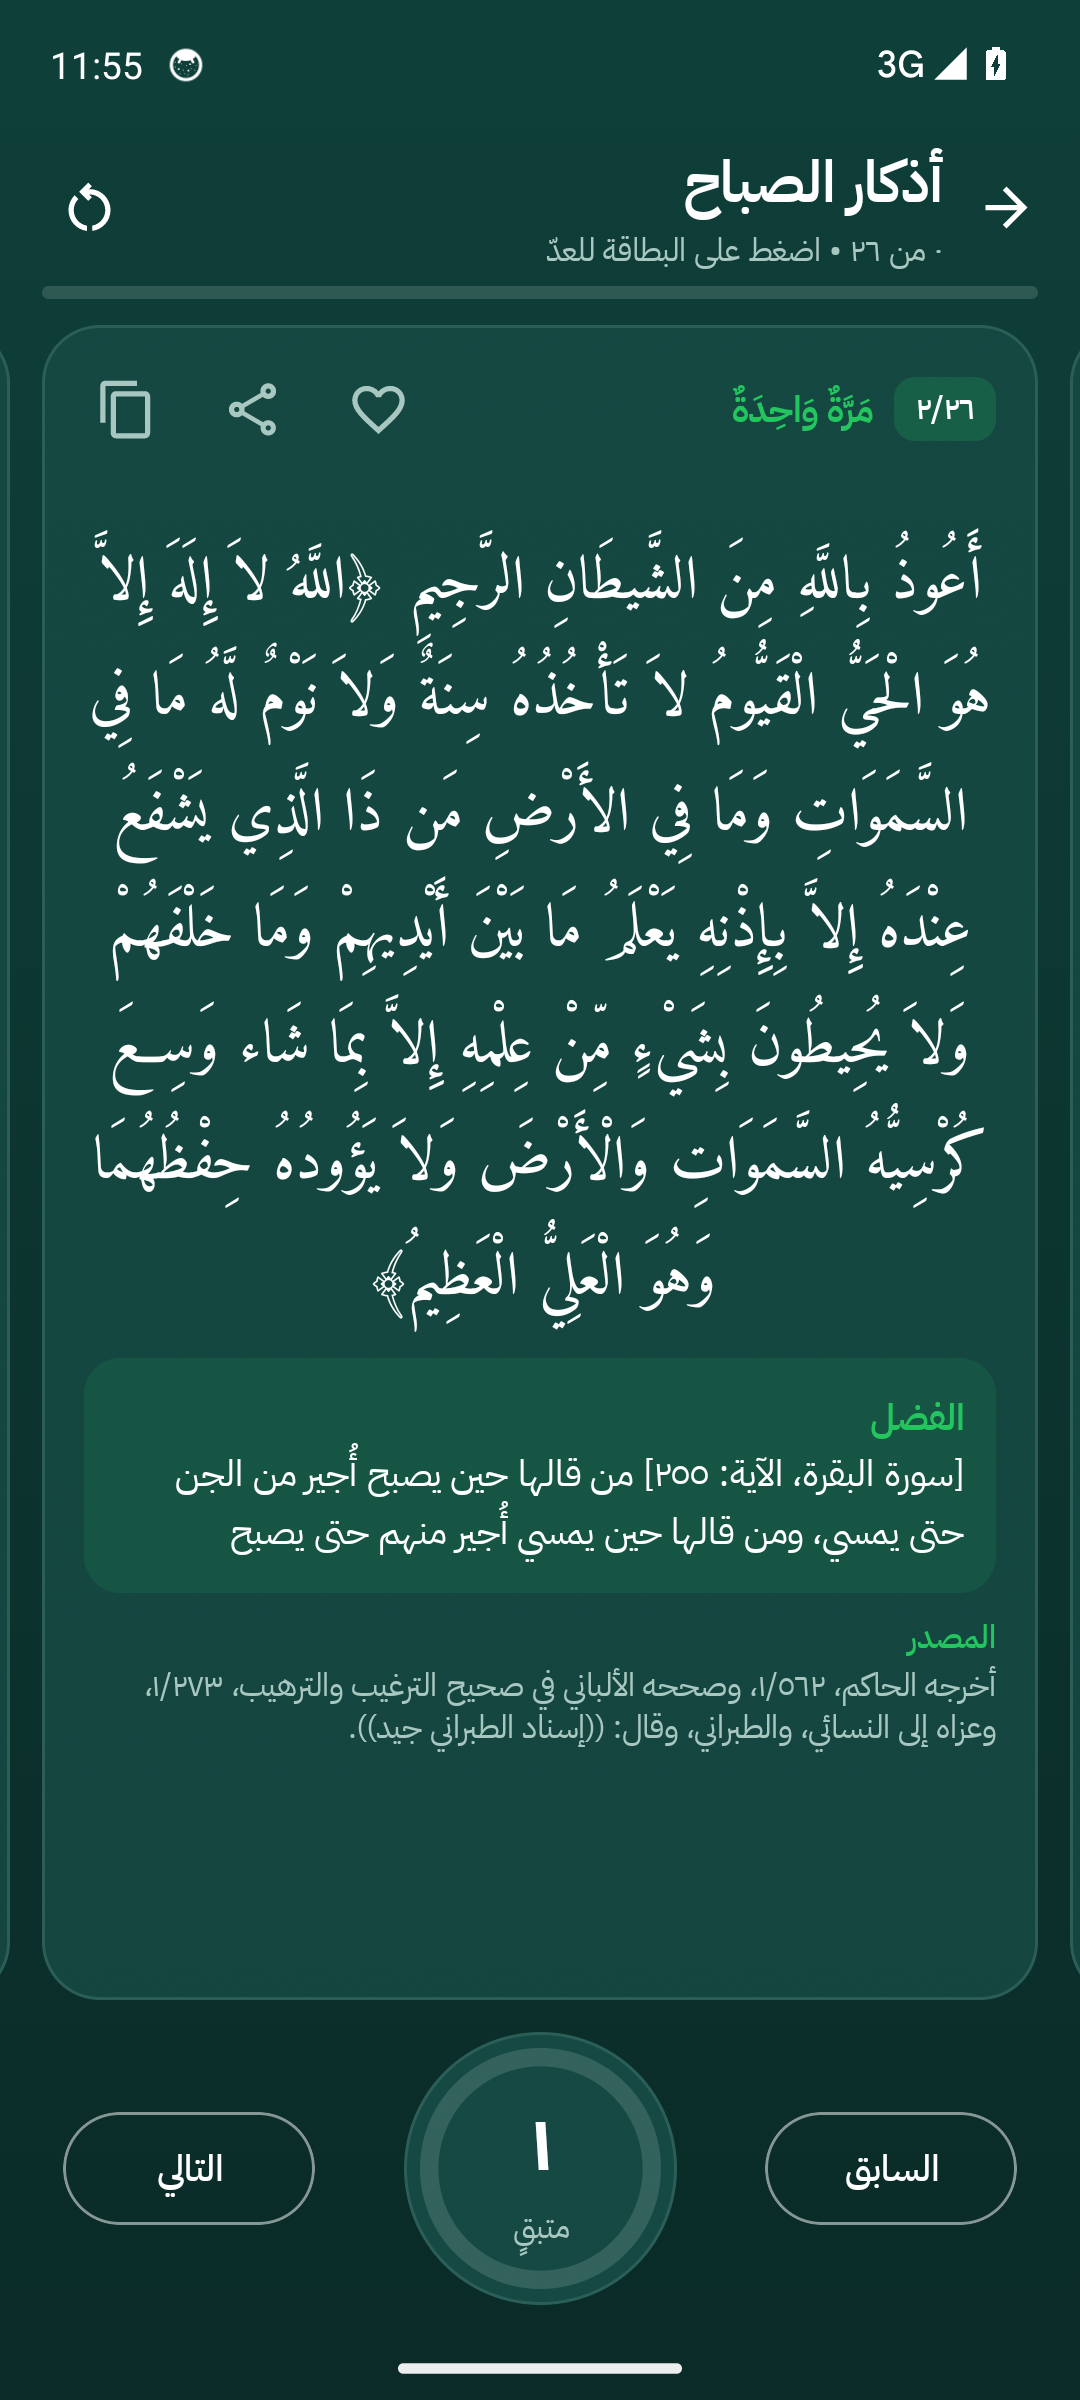 11:55
3G
أذكار الصباح
٠ من ٢٦ • اضغط على البطاقة للعدّ
٢/٢٦
مَرَّةٌ وَاحِدَةٌ
أَعُوذُ بِاللَّهِ مِنَ الشَّيطَانِ الرَّجِيمِ ﴿اللَّهُ لاَ إِلَهَ إِلاَّ
هُوَ الْحَيُّ الْقَيُّومُ لاَ تَأْخُذُهُ سِنَةٌ وَلاَ نَوْمٌ لَّهُ مَا فِي
السَّمَوَاتِ وَمَا فِي الأَرْضِ مَن ذَا الَّذِي يَشْفَعُ
عِنْدَهُ إِلاَّ بِإِذْنِهِ يَعْلَمُ مَا بَيْنَ أَيْدِيهِمْ وَمَا خَلْفَهُمْ
وَلاَ يُحِيطُونَ بِشَيْءٍ مِّنْ عِلْمِهِ إِلاَّ بِمَا شَاء وَسِعَ
كُرْسِيُّهُ السَّمَوَاتِ وَالْأَرْضَ وَلاَ يَؤُودُهُ حِفْظُهُمَا
وَهُوَ الْعَلِيُّ الْعَظِيمُ﴾
الفضل
[سورة البقرة، الآية: ٢٥٥] من قالها حين يصبح أُجير من الجن
حتى يمسي، ومن قالها حين يمسي أُجير منهم حتى يصبح
المصدر
أخرجه الحاكم، ١/٥٦٢، وصححه الألباني في صحيح الترغيب والترهيب، ١/٢٧٣،
وعزاه إلى النسائي، والطبراني، وقال: ((إسناد الطبراني جيد)).
السابق
١
متبقٍ
التالي